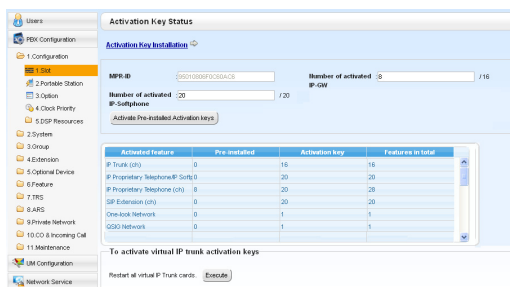 Users
PBX Configuration
1.Configuration
1.Slot
2.Portable Station
3.Option
4.Clock Priority
5.DSP Resources
2.System
3.Group
4.Extension
5.Optional Device
6.Feature
7.TRS
8.ARS
9.Private Network
10.CO & Incoming Call
11.Maintenance
UM Configuration
Network Service
Activation Key Status
Activation Key Installation
MPR-ID :
Number of activated IP-GW :8 / 16
Number of activated IP-Softphone :20 / 20
Activate Pre-installed Activation keys
Activated feature Pre-installed Activation key Features in total
IP Trunk (ch) 0 16 16
IP Proprietary Telephone/IP Softp 0 20 20
IP Proprietary Telephone (ch) 8 20 28
SIP Extension (ch) 0 20 20
One-look Network 0 1 1
QSIG Network 0 1 1
To activate virtual IP trunk activation keys
Restart all virtual IP Trunk cards. Execute